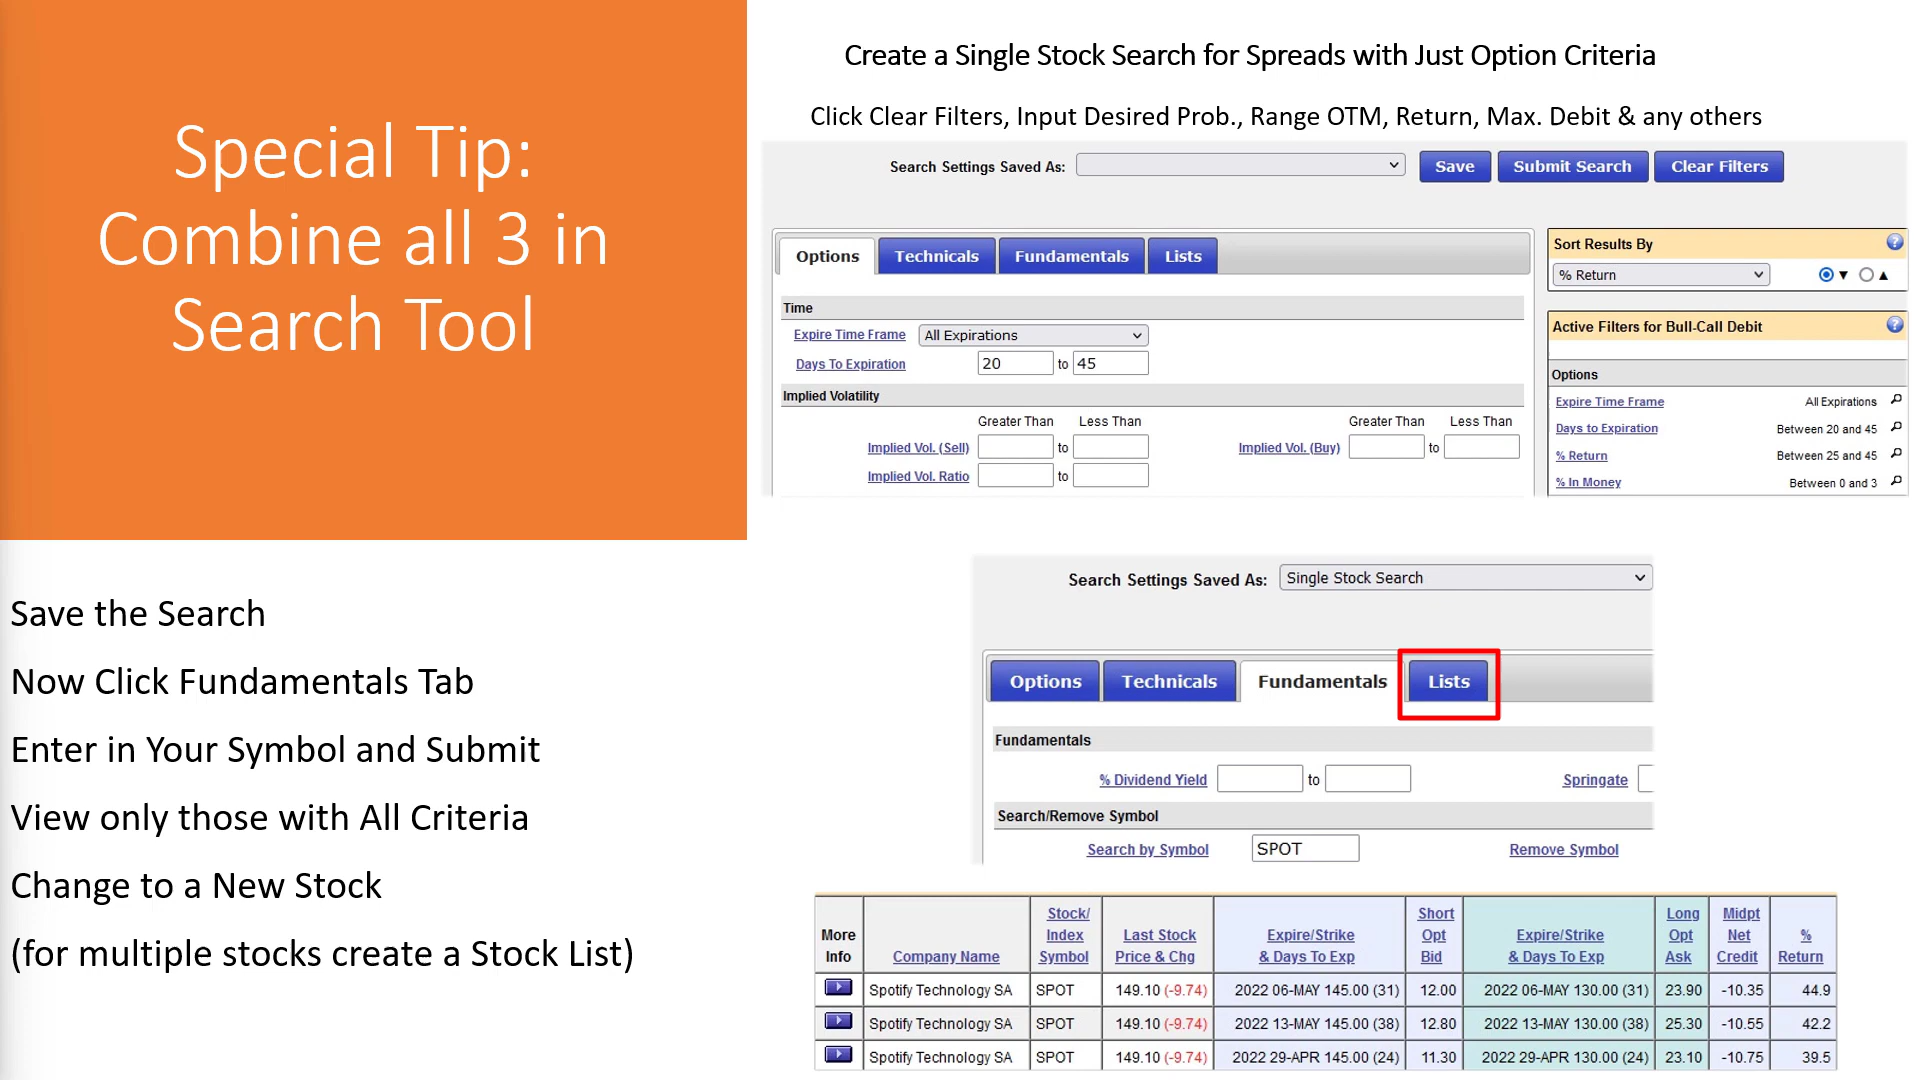 Special Tip:
Combine all 3 in
Search Tool
Create a Single Stock Search for Spreads with Just Option Criteria
Click Clear Filters, Input Desired Prob., Range OTM, Return, Max. Debit & any others
Search Settings Saved As: Save Submit Search Clear Filters
Options Technicals Fundamentals Lists
Time
Expire Time Frame All Expirations
Days To Expiration 20 to 45
Implied Volatility
Greater Than Less Than Greater Than Less Than
Implied Vol. (Sell) to Implied Vol. (Buy) to
Implied Vol. Ratio to
Sort Results By ?
% Return ▼ ▲
Active Filters for Bull-Call Debit ?
Options
Expire Time Frame All Expirations
Days to Expiration Between 20 and 45
% Return Between 25 and 45
% In Money Between 0 and 3
Save the Search
Now Click Fundamentals Tab
Enter in Your Symbol and Submit
View only those with All Criteria
Change to a New Stock
(for multiple stocks create a Stock List)
Search Settings Saved As: Single Stock Search
Options Technicals Fundamentals Lists
Fundamentals
% Dividend Yield to Springate
Search/Remove Symbol
Search by Symbol SPOT Remove Symbol
More Info Company Name Stock/ Index Symbol Last Stock Price & Chg Expire/Strike & Days To Exp Short Opt Bid Expire/Strike & Days To Exp Long Opt Ask Midpt Net Credit % Return
Spotify Technology SA SPOT 149.10 (-9.74) 2022 06-MAY 145.00 (31) 12.00 2022 06-MAY 130.00 (31) 23.90 -10.35 44.9
Spotify Technology SA SPOT 149.10 (-9.74) 2022 13-MAY 145.00 (38) 12.80 2022 13-MAY 130.00 (38) 25.30 -10.55 42.2
Spotify Technology SA SPOT 149.10 (-9.74) 2022 29-APR 145.00 (24) 11.30 2022 29-APR 130.00 (24) 23.10 -10.75 39.5